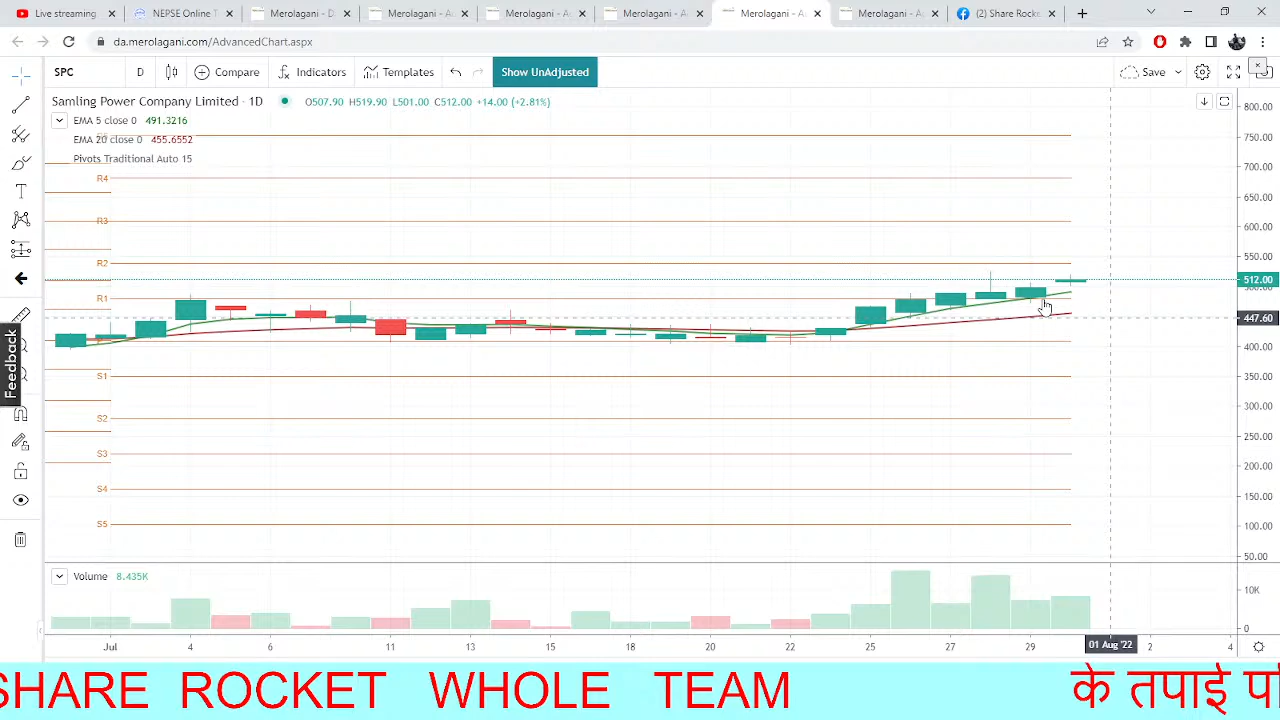 Live streaming
NEPSE Online T
Merolagani - D
Merolagani - A
Merolagani - A
Merolagani - A
Merolagani - A
Merolagani - A
(2) Share Rocke
da.merolagani.com/AdvancedChart.aspx
SPC D Compare Indicators Templates Show UnAdjusted Save
Samling Power Company Limited · 1D O507.90 H519.90 L501.00 C512.00 +14.00 (+2.81%)
EMA 5 close 0 491.3216
EMA 20 close 0 455.6552
Pivots Traditional Auto 15
R4
R3
R2
R1
S1
S2
S3
S4
S5
800.00
750.00
700.00
650.00
600.00
550.00
512.00
447.60
400.00
350.00
300.00
250.00
200.00
150.00
100.00
50.00
Feedback
Volume 8.435K
10K
0
Jul 4 6 11 13 15 18 20 22 25 27 29 01 Aug '22 2 4
SHARE ROCKET WHOLE TEAM के तपाई